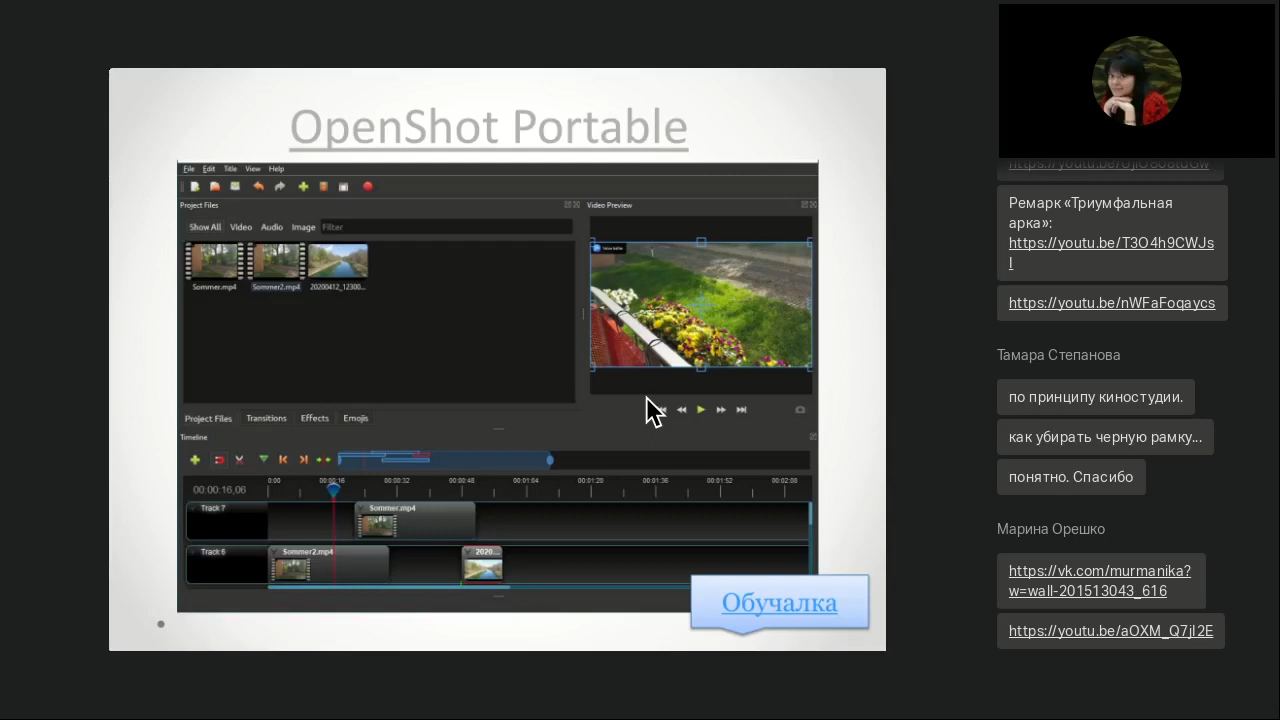 OpenShot Portable
File Edit Title View Help
Project Files
Video Preview
Show All Video Audio Image Filter
Sommer.mp4 Sommer2.mp4 20200412_12300...
Project Files Transitions Effects Emojis
Timeline
00:00:16,06
0:00 00:00:16 00:00:32 00:00:48 00:01:04 00:01:20 00:01:36 00:01:52 00:02:08
Track 7
Sommer.mp4
Track 6
Sommer2.mp4
2020...
Обучалка
Ремарк «Триумфальная
арка»:
https://youtu.be/T3O4h9CWJs
I
https://youtu.be/nWFaFoqaycs
Тамара Степанова
по принципу киностудии.
как убирать черную рамку...
понятно. Спасибо
Марина Орешко
https://vk.com/murmanika?
w=wall-201513043_616
https://youtu.be/aOXM_Q7jI2E